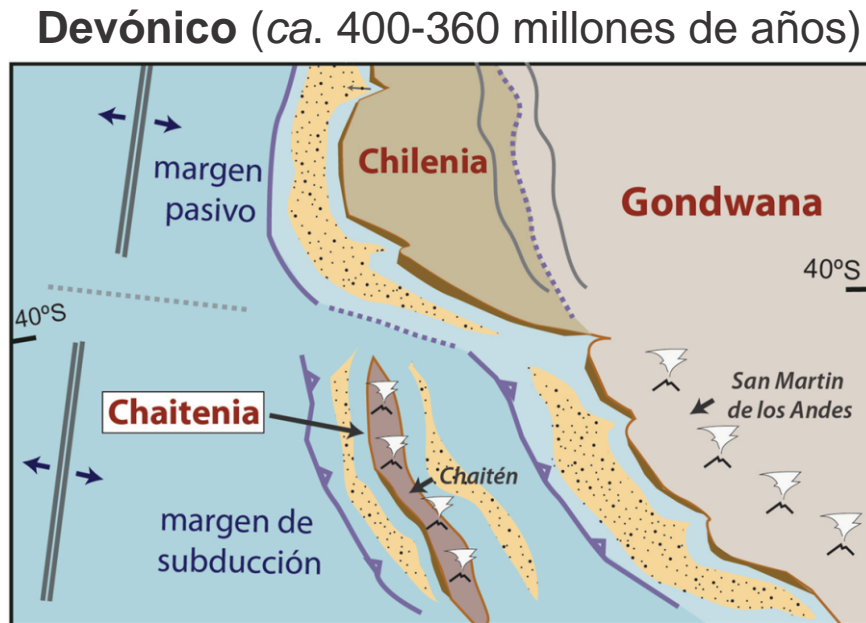 Devónico (ca. 400-360 millones de años)
margen
pasivo
Chilenia
Gondwana
40ºS
40ºS
San Martin
de los Andes
Chaitenia
Chaitén
margen de
subducción